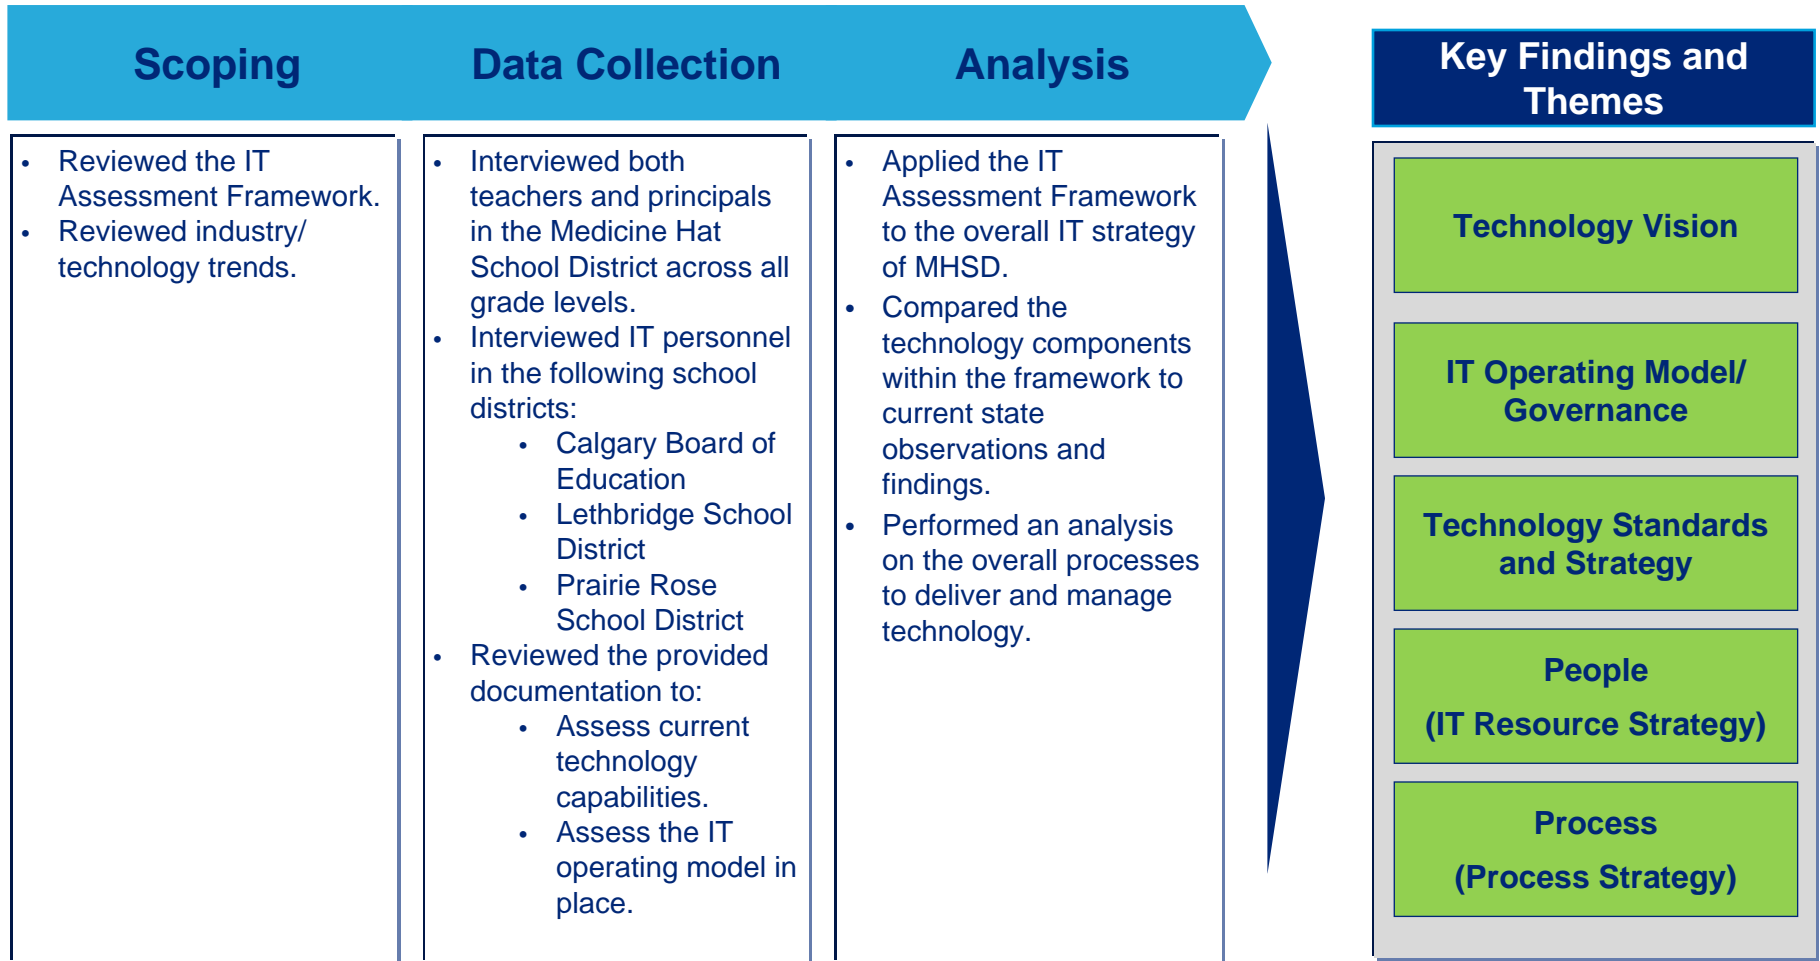 Scoping
Data Collection
Analysis
Key Findings and
Themes
• Reviewed the IT
Assessment Framework.
• Reviewed industry/
technology trends.
• Interviewed both
teachers and principals
in the Medicine Hat
School District across all
grade levels.
• Interviewed IT personnel
in the following school
districts:
• Calgary Board of
Education
• Lethbridge School
District
• Prairie Rose
School District
• Reviewed the provided
documentation to:
• Assess current
technology
capabilities.
• Assess the IT
operating model in
place.
• Applied the IT
Assessment Framework
to the overall IT strategy
of MHSD.
• Compared the
technology components
within the framework to
current state
observations and
findings.
• Performed an analysis
on the overall processes
to deliver and manage
technology.
Technology Vision
IT Operating Model/
Governance
Technology Standards
and Strategy
People
(IT Resource Strategy)
Process
(Process Strategy)